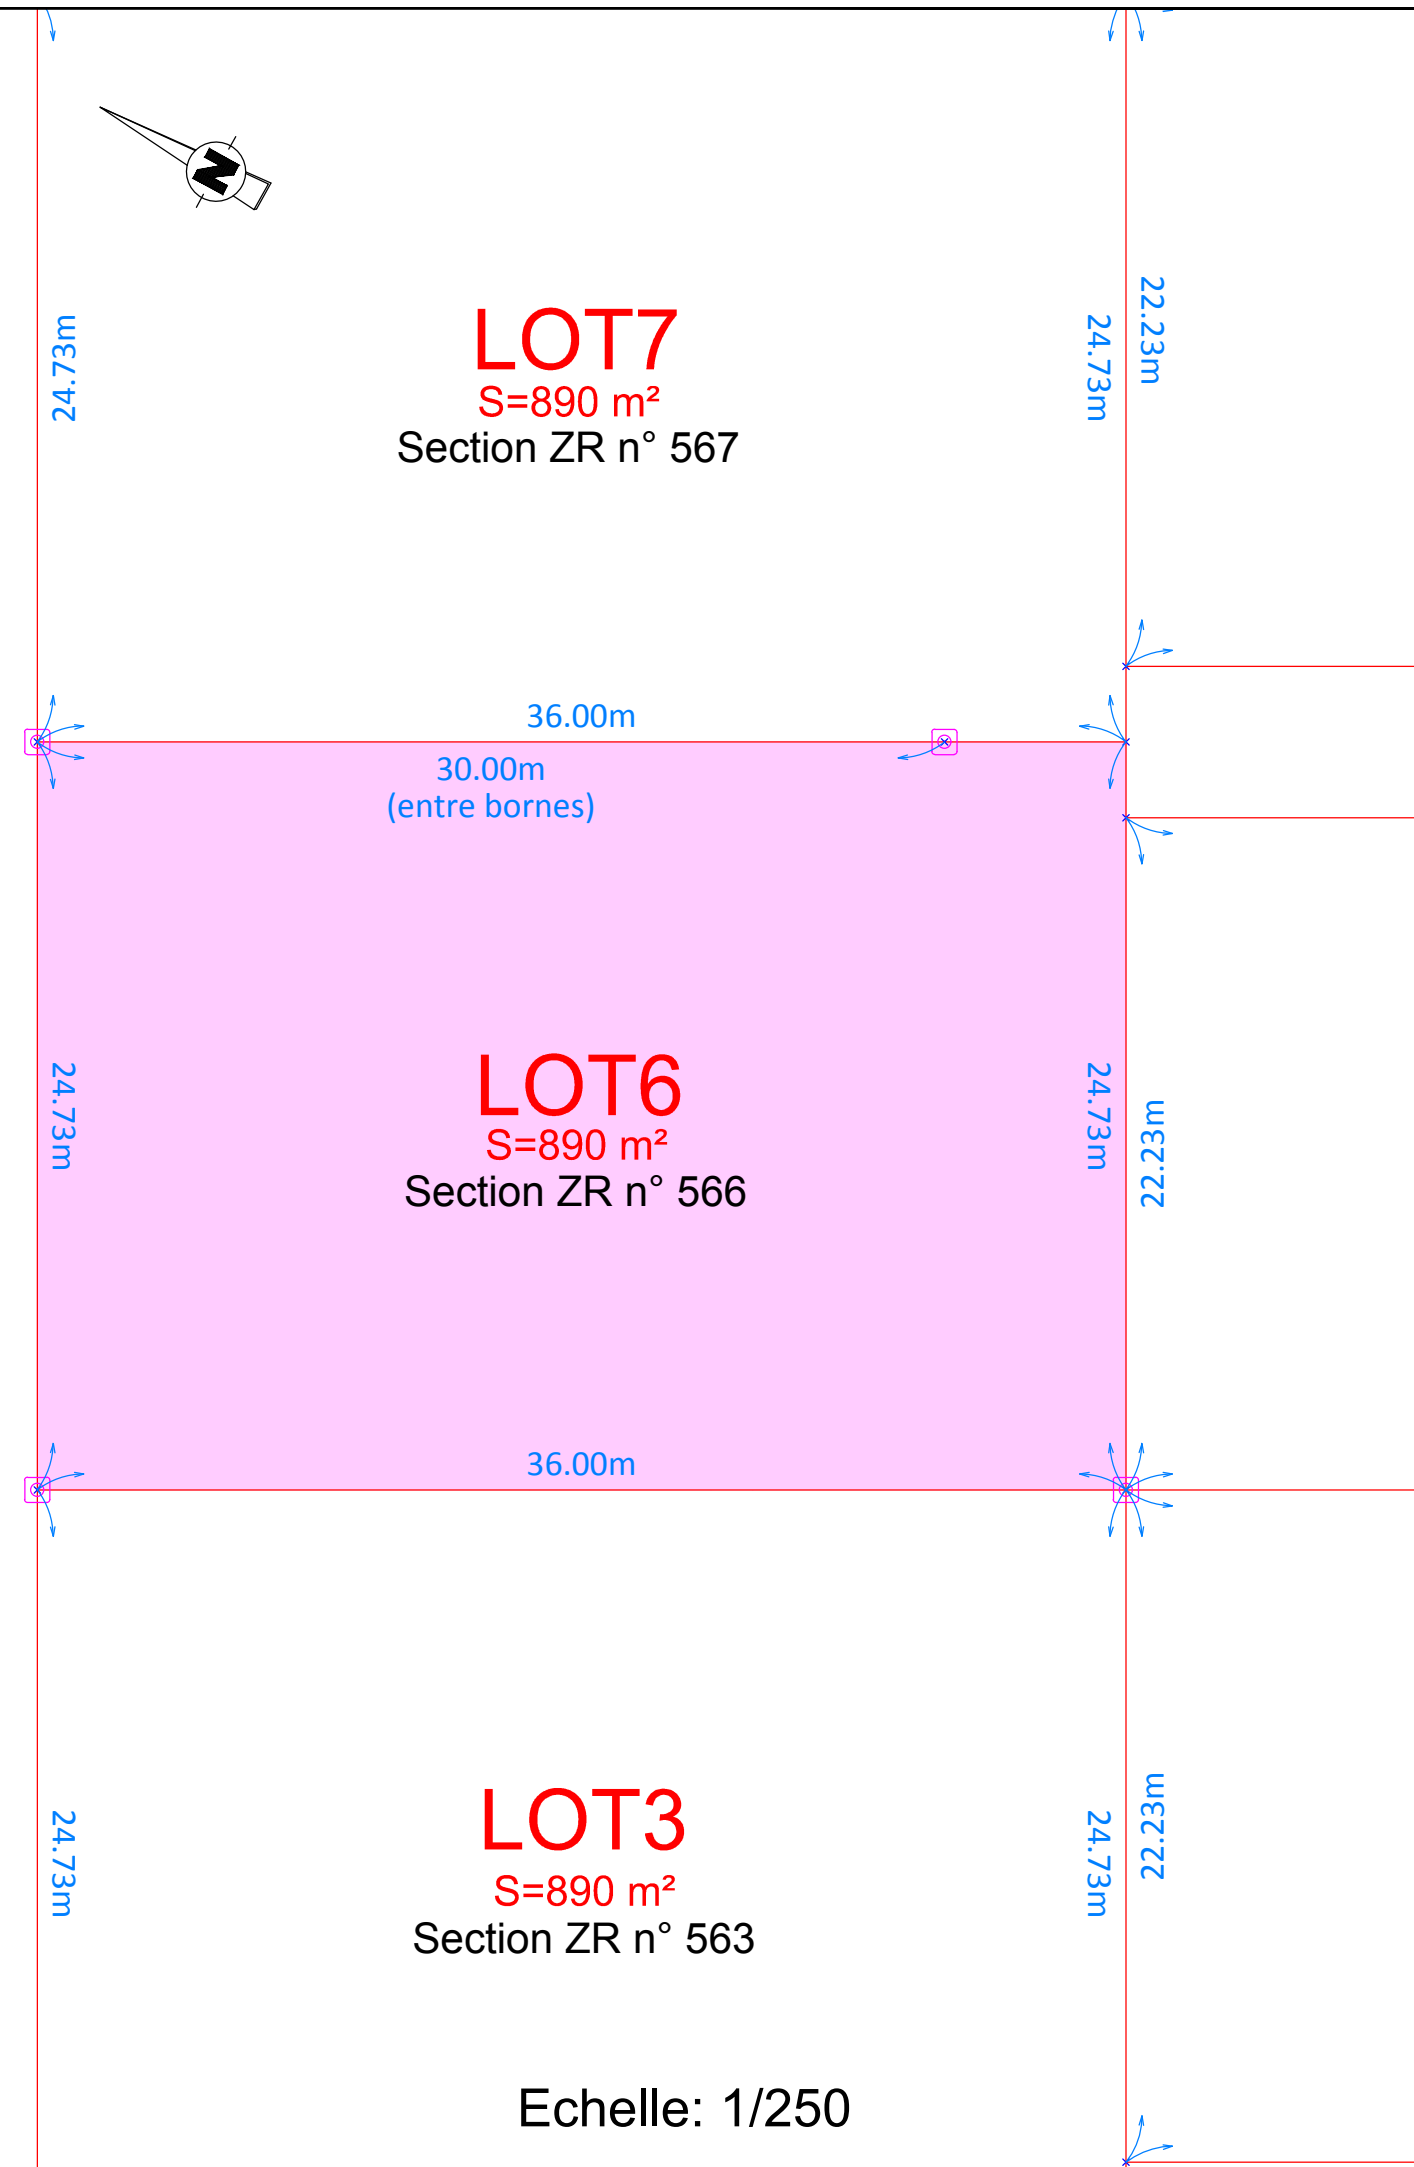 N
LOT7
S=890 m²
Section ZR n° 567
24.73m
24.73m
22.23m
36.00m
30.00m
(entre bornes)
LOT6
S=890 m²
Section ZR n° 566
24.73m
24.73m
22.23m
36.00m
LOT3
S=890 m²
Section ZR n° 563
24.73m
24.73m
22.23m
Echelle: 1/250